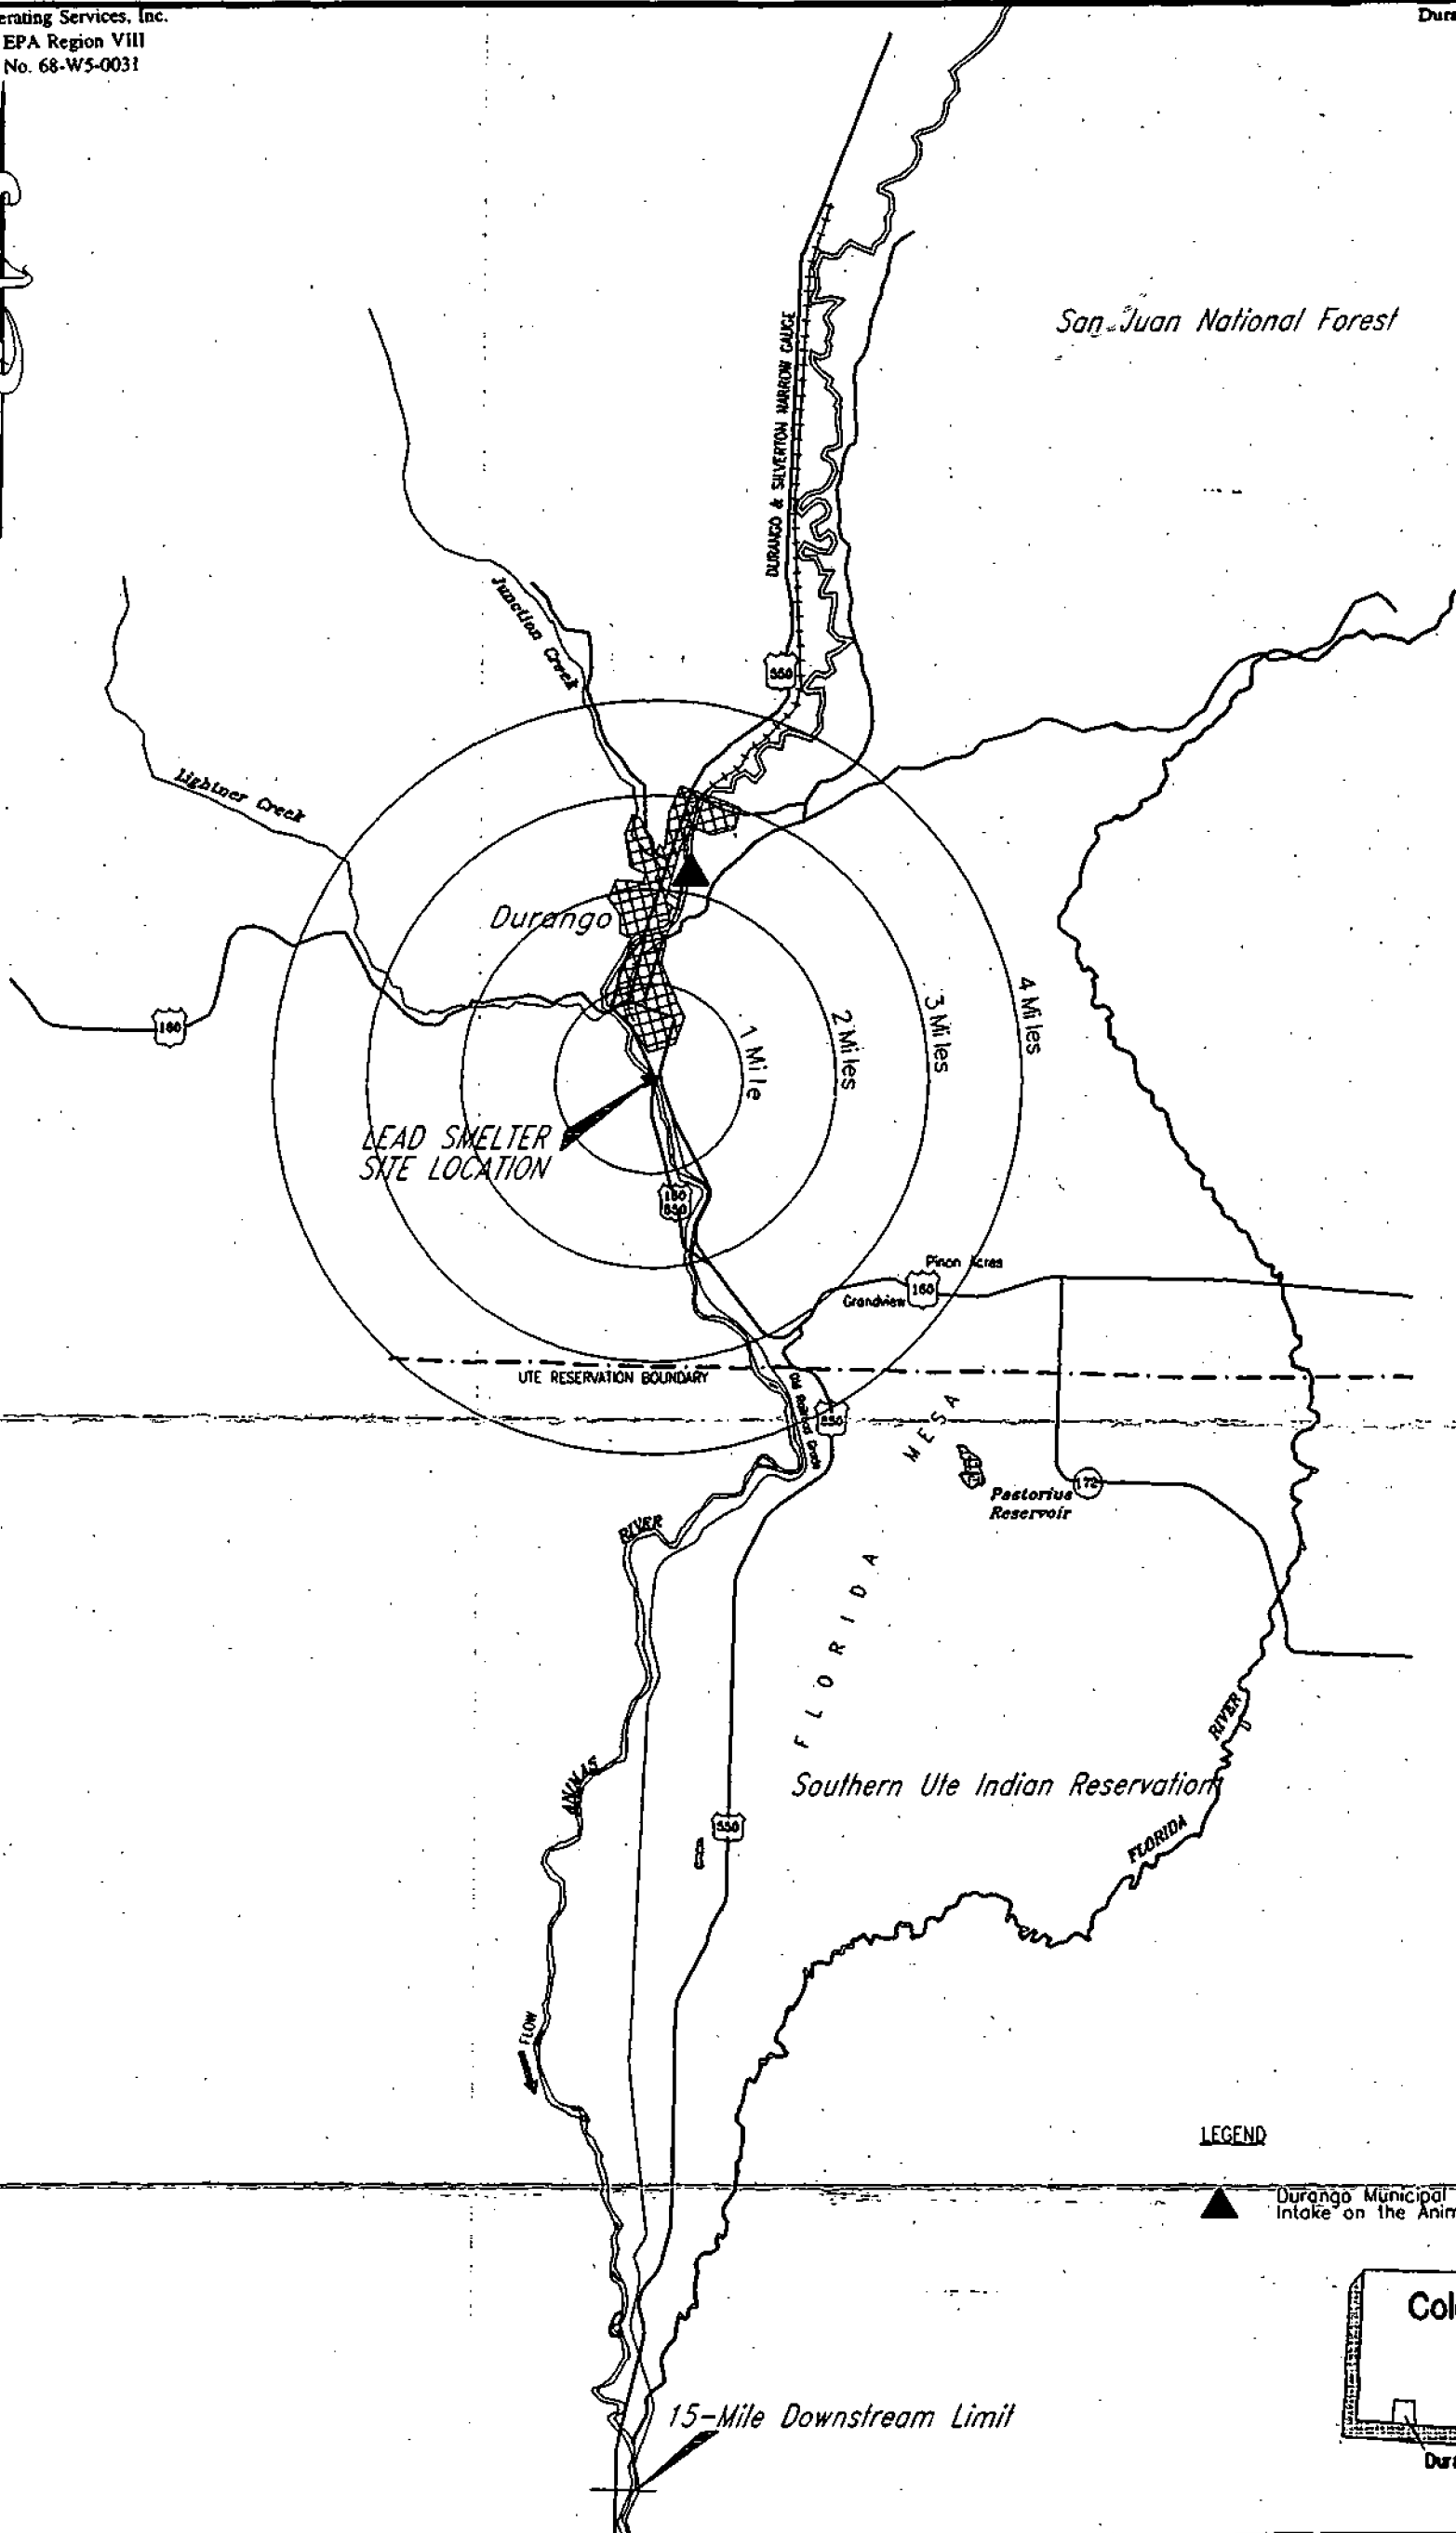 erating Services, Inc.
EPA Region VIII
No. 68-W5-0031
San Juan National Forest
DURANGO & SILVERTON NARROW GAUGE
Junction Creek
550
Lightner Creek
Durango
160
1 Mile
2 Miles
3 Miles
4 Miles
LEAD SMELTER
SITE LOCATION
160
550
Pinon Acres
160
Grandview
UTE RESERVATION BOUNDARY
Old Railroad Grade
550
FLORIDA MESA
Pastorius
Reservoir
172
RIVER
ANIMAS
RIVER
FLORIDA
Southern Ute Indian Reservation
550
FLOW
LEGEND
Durango Municipal
Intake on the Anim
Col
15-Mile Downstream Limit